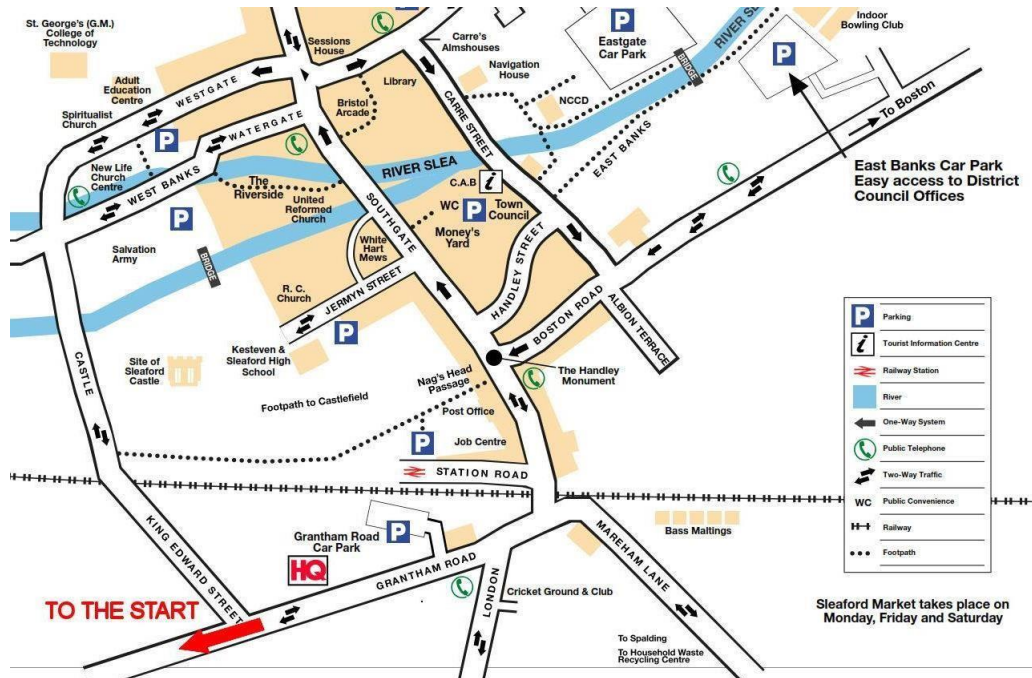 St. George's (G.M.)
College of
Technology
Sessions
House
P
Carre's
Almshouses
Eastgate
Car Park
P
RIVER SLEA
Indoor
Bowling Club
P
Adult
Education
Centre
WESTGATE
Library
Navigation
House
BRIDGE
Spiritualist
Church
P
WATERGATE
Bristol
Arcade
CARRE STREET
NCCD
To Boston
New Life
Church
Centre
WEST BANKS
The
Riverside
RIVER SLEA
EAST BANKS
East Banks Car Park
Easy access to District
Council Offices
United
Reformed
Church
C.A.B
i
WC
P
Town
Council
Money's
Yard
P
Salvation
Army
BRIDGE
SOUTHGATE
White
Hart
Mews
HANDLEY STREET
R. C.
Church
JERMYN STREET
P
BOSTON ROAD
ALBION TERRACE
CASTLE
Site of
Sleaford
Castle
Kesteven &
Sleaford High
School
Nag's Head
Passage
The Handley
Monument
Footpath to Castlefield
Post Office
P
Job Centre
STATION ROAD
P
Parking
i
Tourist Information Centre
Railway Station
River
One-Way System
Public Telephone
Two-Way Traffic
WC
Public Convenience
Railway
Footpath
KING EDWARD STREET
Grantham Road
Car Park
P
HQ
GRANTHAM ROAD
MAREHAM LANE
Bass Maltings
TO THE START
LONDON
Cricket Ground & Club
To Spalding
To Household Waste
Recycling Centre
Sleaford Market takes place on
Monday, Friday and Saturday